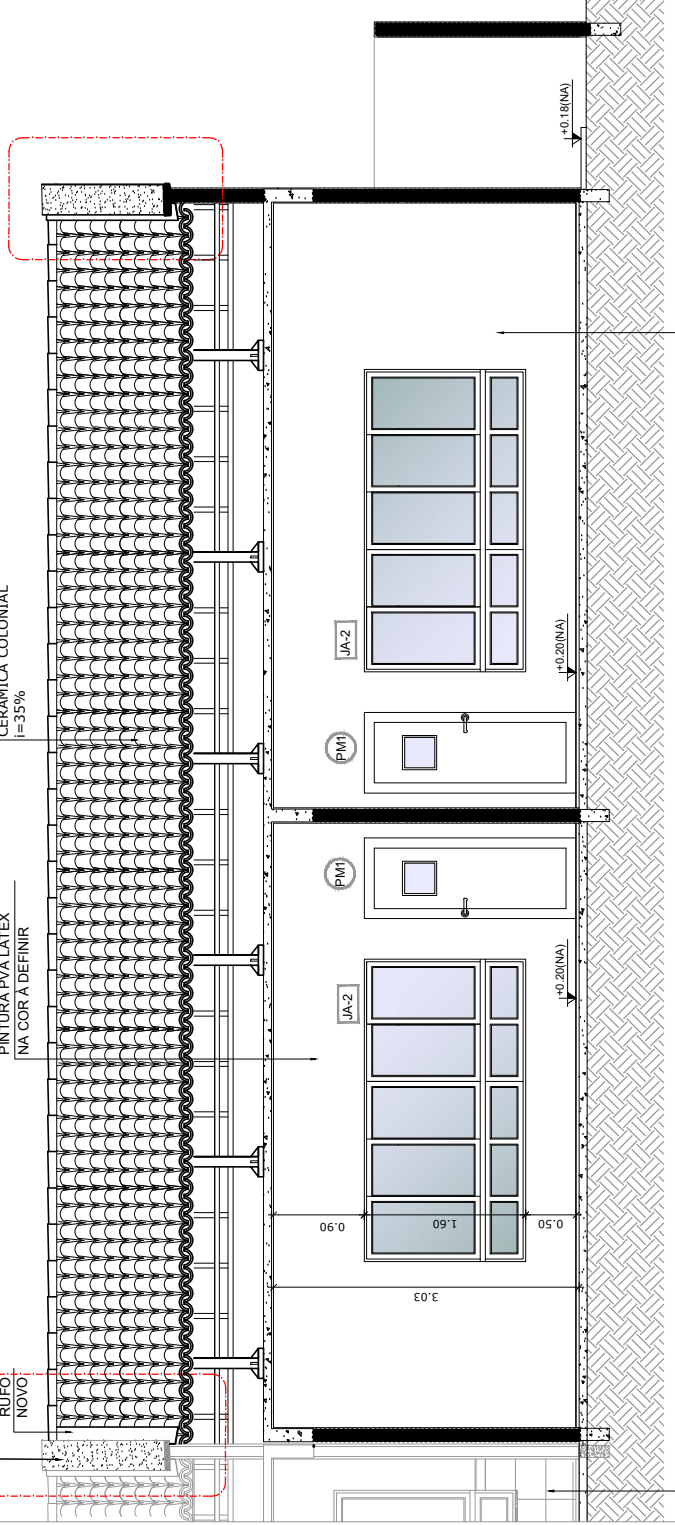 CERÂMICA COLONIAL
i=35%
PINTURA PVA LÁTEX
NA COR À DEFINIR
RUFO
NOVO
+0.18(NA)
JA-2
PM1
+0.20(NA)
PM1
JA-2
+0.20(NA)
0.90
1.60
0.50
3.03